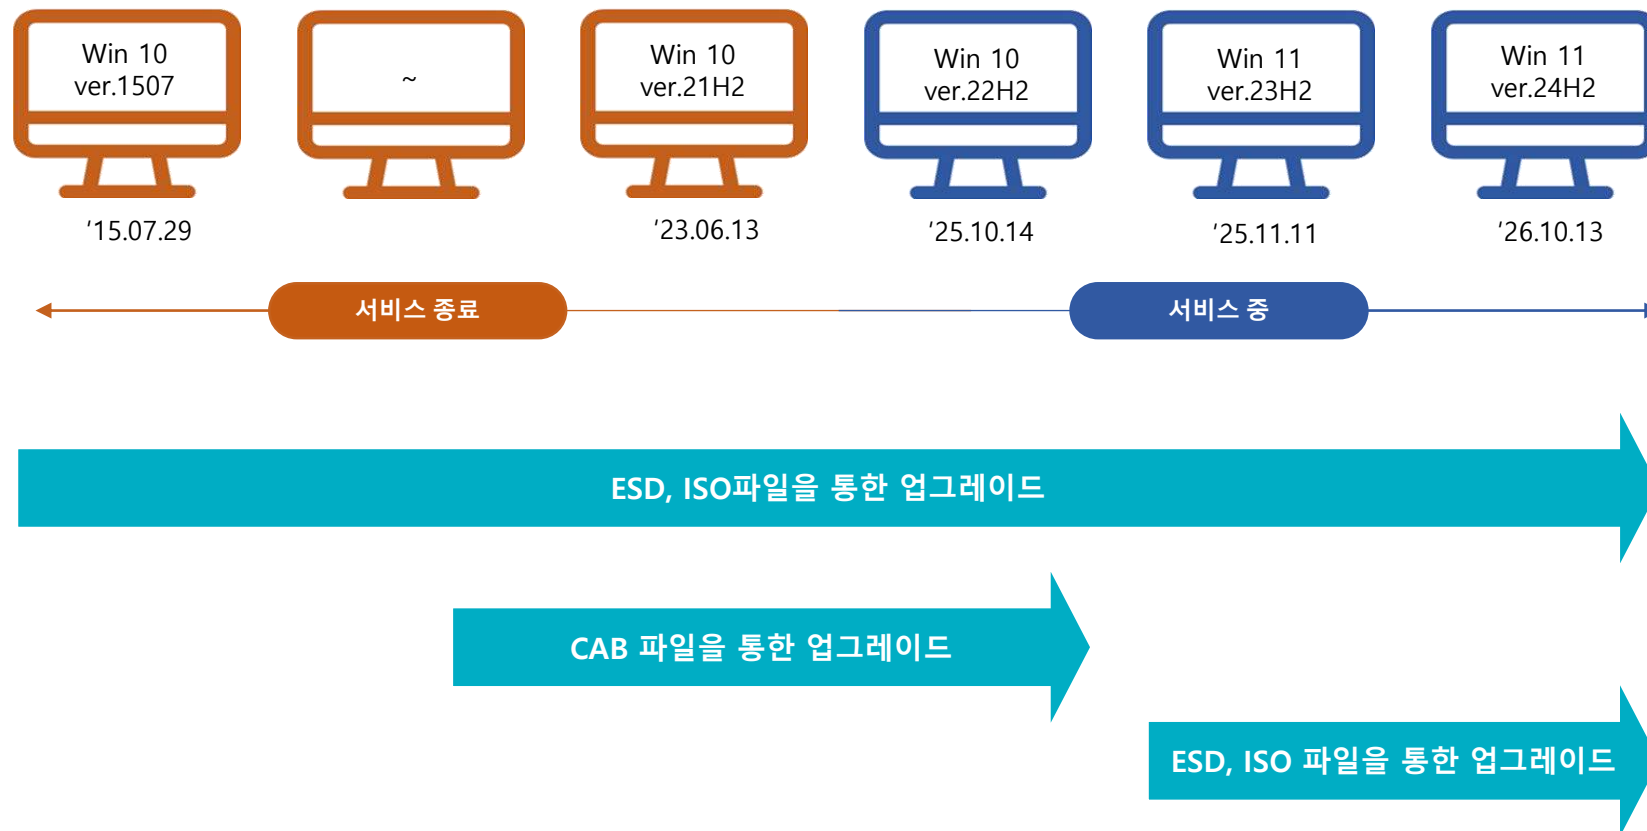 Win 10
ver.1507
~
Win 10
ver.21H2
Win 10
ver.22H2
Win 11
ver.23H2
Win 11
ver.24H2
’15.07.29
’23.06.13
’25.10.14
’25.11.11
’26.10.13
서비스 종료
서비스 중
ESD, ISO파일을 통한 업그레이드
CAB 파일을 통한 업그레이드
ESD, ISO 파일을 통한 업그레이드